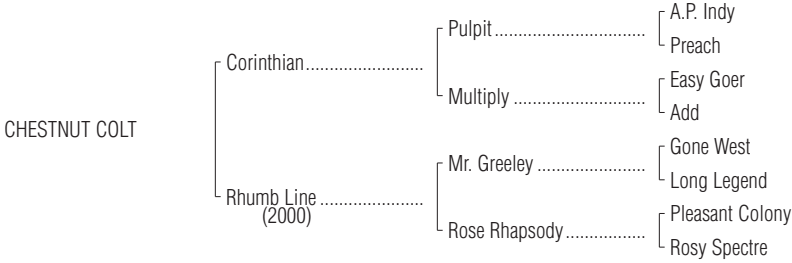 A.P. Indy
Pulpit..................................
Preach
Corinthian..........................
Easy Goer
Multiply ..............................
Add
CHESTNUT COLT
Gone West
Mr. Greeley .........................
Long Legend
Rhumb Line .......................
(2000)
Pleasant Colony
Rose Rhapsody..................
Rosy Spectre